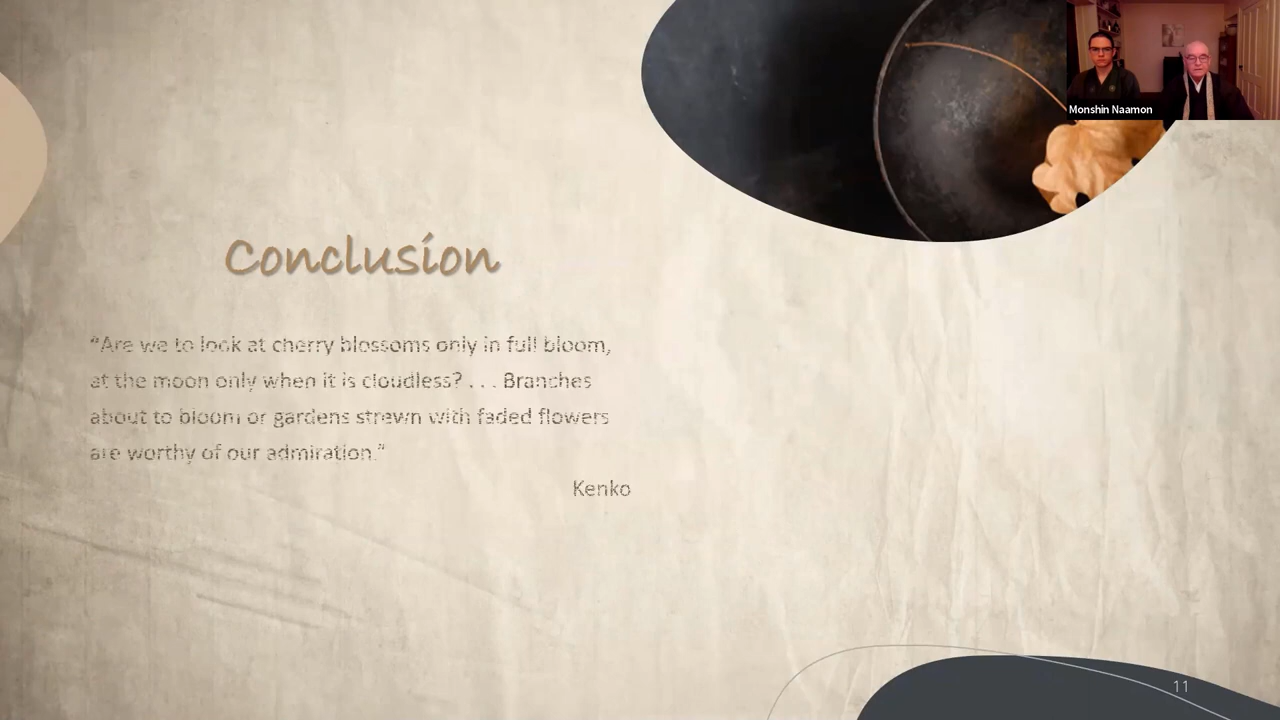 Monshin Naamon
Conclusion
“Are we to look at cherry blossoms only in full bloom,
at the moon only when it is cloudless? . . . Branches
about to bloom or gardens strewn with faded flowers
are worthy of our admiration.”
Kenko
11